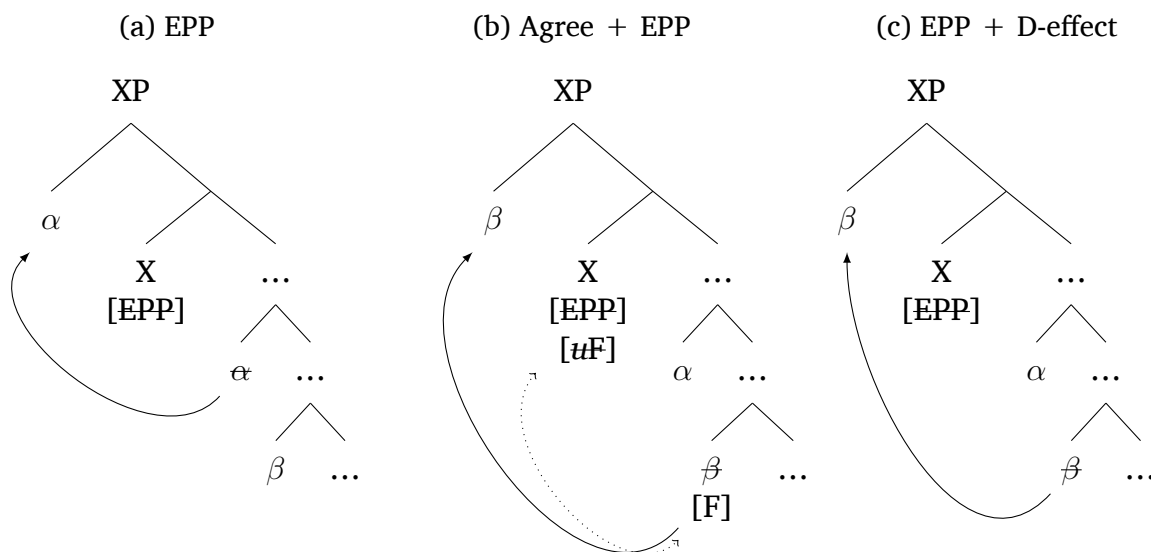 (a) EPP (b) Agree + EPP (c) EPP + D-effect
XP XP XP
α β β
X ... X ... X ...
[EPP] [EPP] [EPP]
[uF]
α ... α ... α ...
β ... β ... β ...
[F]